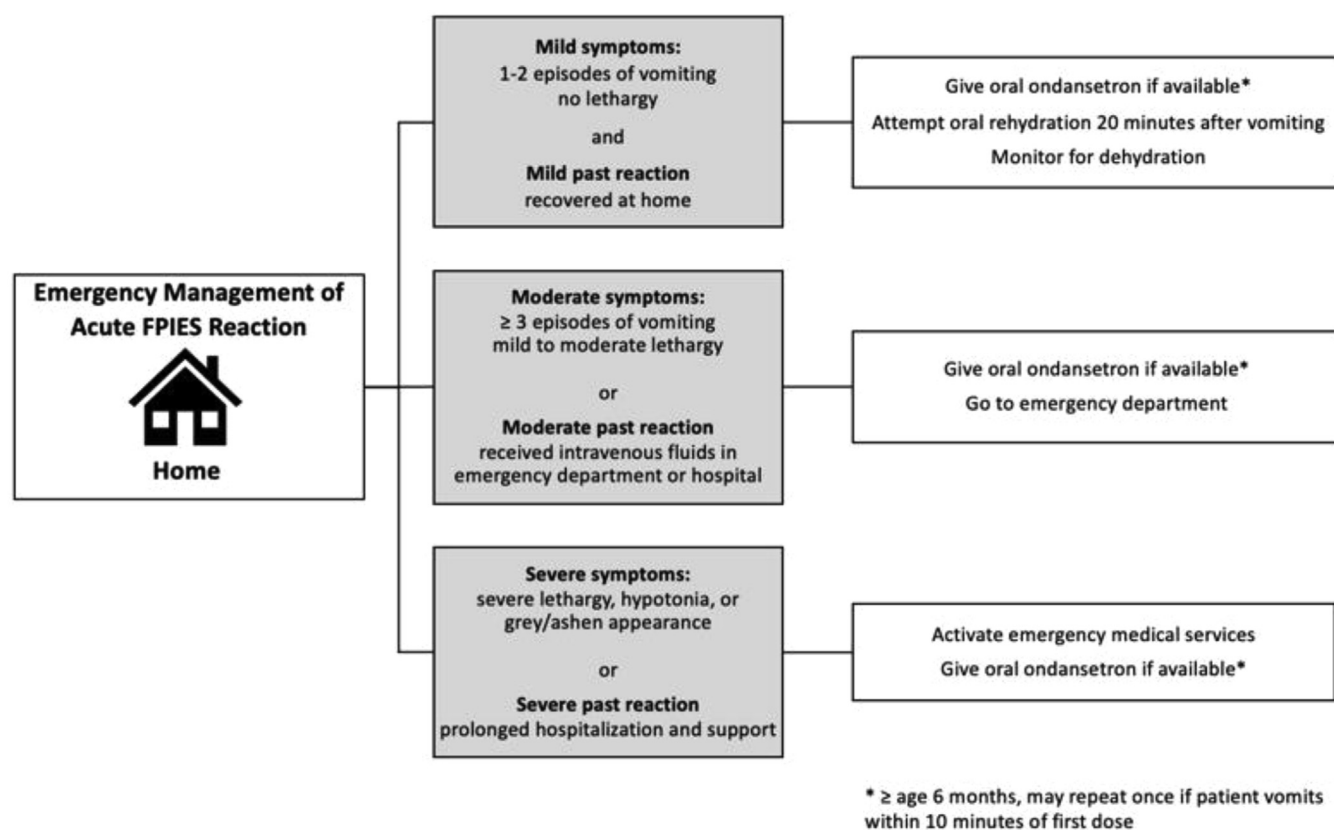 Emergency Management of
Acute FPIES Reaction
Home
Mild symptoms:
1-2 episodes of vomiting
no lethargy
and
Mild past reaction
recovered at home
Give oral ondansetron if available*
Attempt oral rehydration 20 minutes after vomiting
Monitor for dehydration
Moderate symptoms:
≥ 3 episodes of vomiting
mild to moderate lethargy
or
Moderate past reaction
received intravenous fluids in
emergency department or hospital
Give oral ondansetron if available*
Go to emergency department
Severe symptoms:
severe lethargy, hypotonia, or
grey/ashen appearance
or
Severe past reaction
prolonged hospitalization and support
Activate emergency medical services
Give oral ondansetron if available*
* ≥ age 6 months, may repeat once if patient vomits
within 10 minutes of first dose